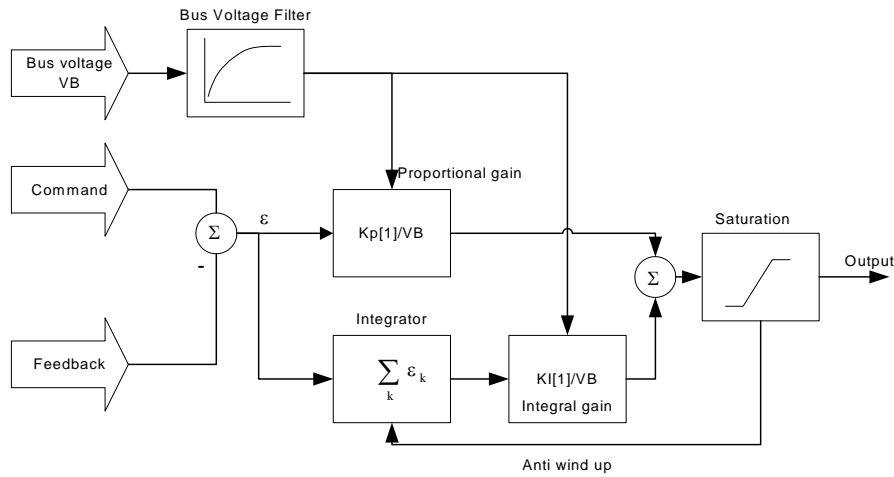 Bus Voltage Filter
Bus voltage
VB
Command
Proportional gain
Saturation
ε
Σ
Kp[1]/VB
-
Σ
Output
Integrator
Feedback
∑ εk
k
KI[1]/VB
Integral gain
Anti wind up